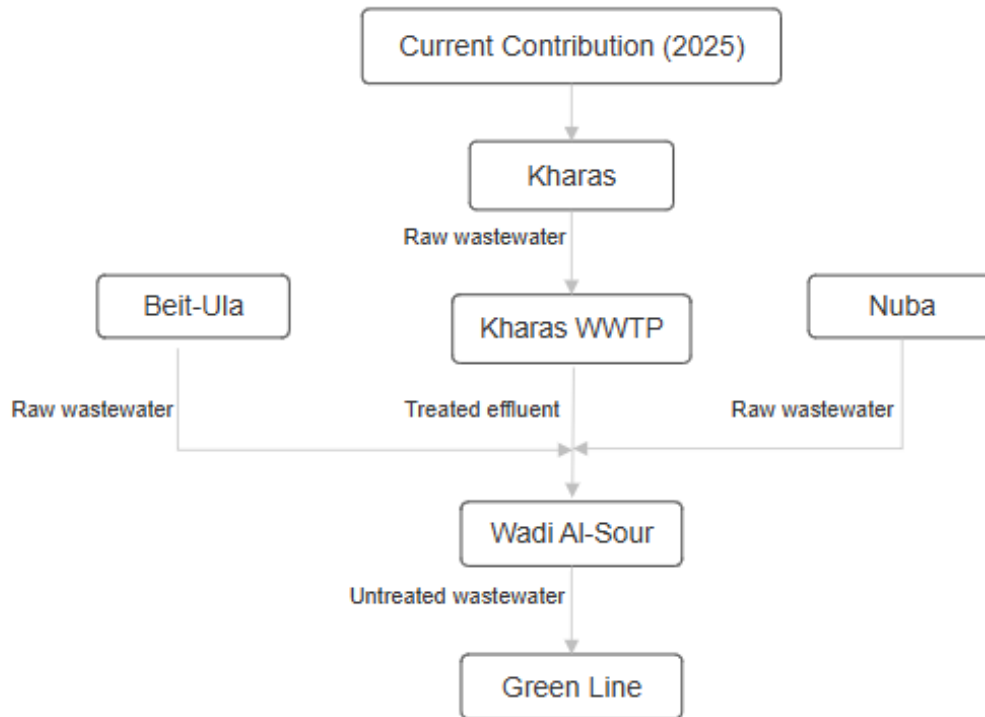 Current Contribution (2025)
Kharas
Raw wastewater
Beit-Ula
Kharas WWTP
Nuba
Raw wastewater
Treated effluent
Raw wastewater
Wadi Al-Sour
Untreated wastewater
Green Line